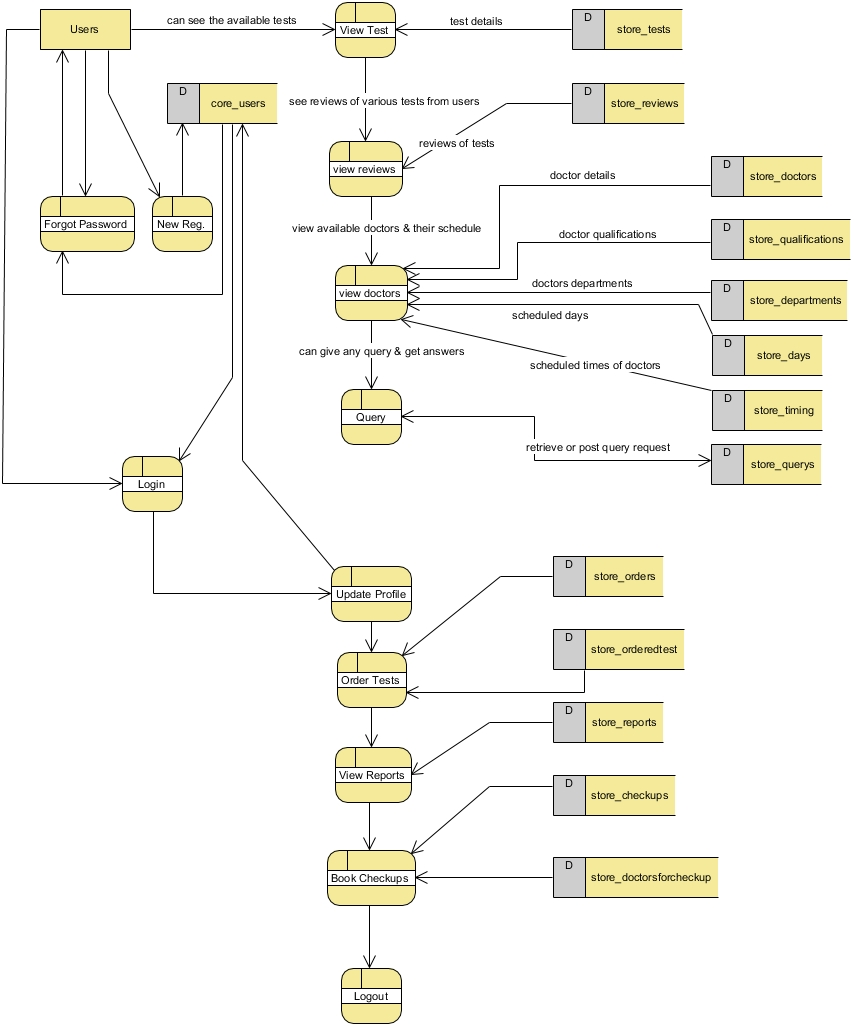 Users
can see the available tests
View Test
test details
D
store_tests
D
core_users
see reviews of various tests from users
D
store_reviews
reviews of tests
view reviews
doctor details
D
store_doctors
Forgot Password
New Reg.
view available doctors & their schedule
doctor qualifications
D
store_qualifications
view doctors
doctors departments
D
store_departments
scheduled days
D
store_days
can give any query & get answers
scheduled times of doctors
D
store_timing
Query
retrieve or post query request
D
store_querys
Login
D
store_orders
Update Profile
D
store_orderedtest
Order Tests
D
store_reports
View Reports
D
store_checkups
Book Checkups
D
store_doctorsforcheckup
Logout